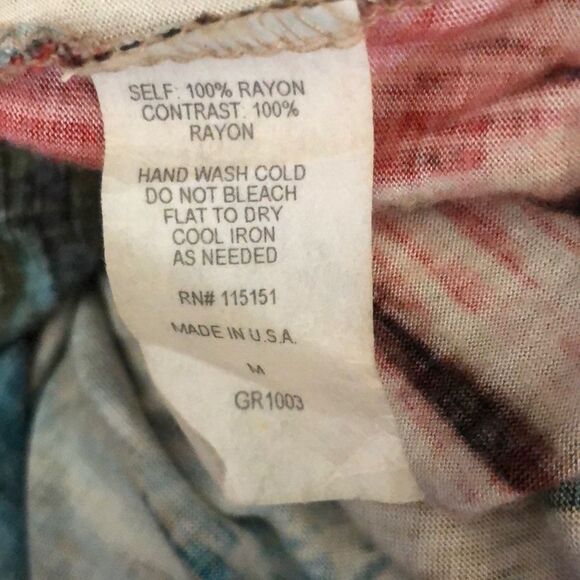 SELF: 100% RAYON
CONTRAST: 100%
RAYON
HAND WASH COLD
DO NOT BLEACH
FLAT TO DRY
COOL IRON
AS NEEDED
RN# 115151
MADE IN U.S.A.
M
GR1003